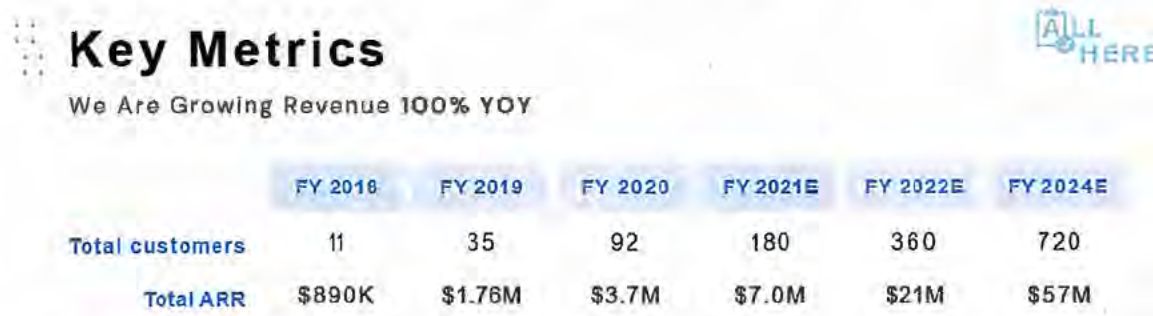 Key Metrics
ALL
HERE
We Are Growing Revenue 100% YOY
FY 2018 FY 2019 FY 2020 FY 2021E FY 2022E FY 2024E
Total customers 11 35 92 180 360 720
Total ARR $890K $1.76M $3.7M $7.0M $21M $57M